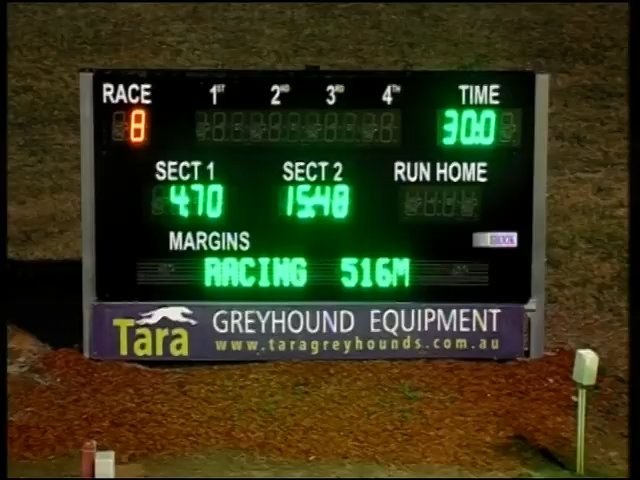 RACE 1ST 2ND 3RD 4TH TIME
8 30.0
SECT 1 SECT 2 RUN HOME
4.70 15.48
MARGINS
RACING 516M
Tara GREYHOUND EQUIPMENT
www.taragreyhounds.com.au